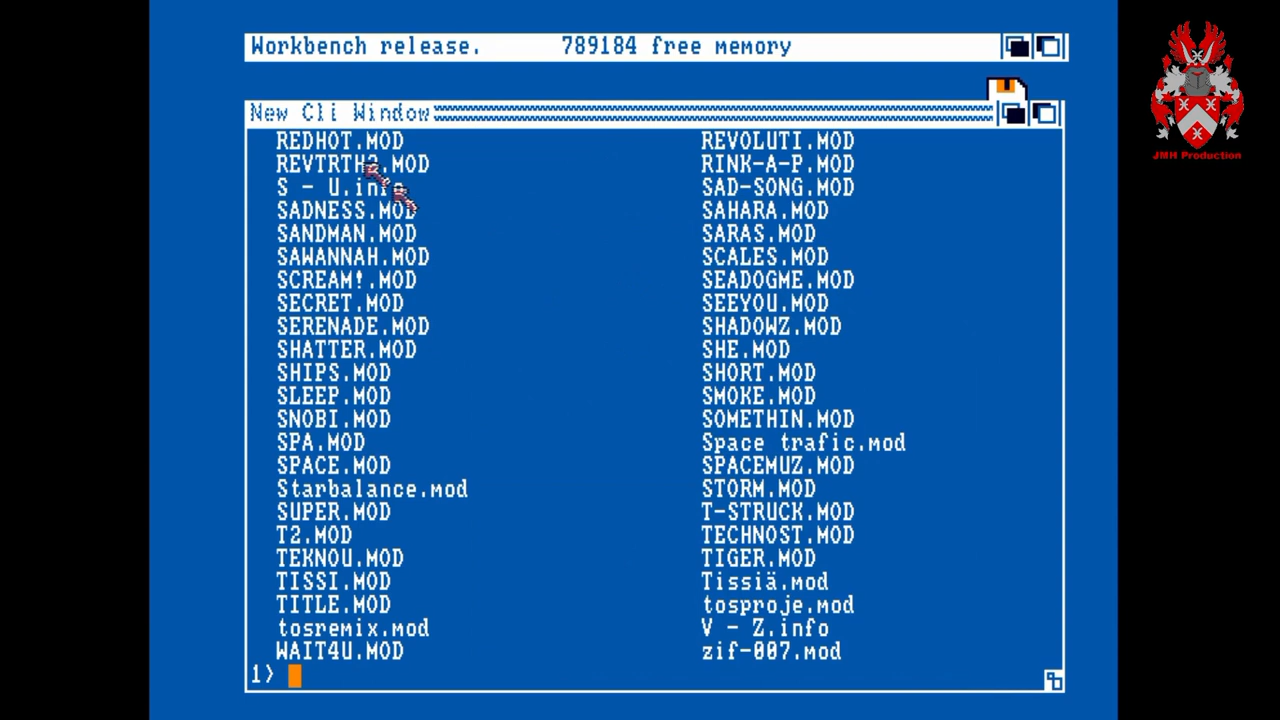 Workbench release. 789184 free memory
JMH Production
New Cli Window
REDHOT.MOD REVOLUTI.MOD
REVTRTH2.MOD RINK-A-P.MOD
S - U.info SAD-SONG.MOD
SADNESS.MOD SAHARA.MOD
SANDMAN.MOD SARAS.MOD
SAWANNAH.MOD SCALES.MOD
SCREAM!.MOD SEADOGME.MOD
SECRET.MOD SEEYOU.MOD
SERENADE.MOD SHADOWZ.MOD
SHATTER.MOD SHE.MOD
SHIPS.MOD SHORT.MOD
SLEEP.MOD SMOKE.MOD
SNOBI.MOD SOMETHIN.MOD
SPA.MOD Space trafic.mod
SPACE.MOD SPACEMUZ.MOD
Starbalance.mod STORM.MOD
SUPER.MOD T-STRUCK.MOD
T2.MOD TECHNOST.MOD
TEKNOU.MOD TIGER.MOD
TISSI.MOD Tissiä.mod
TITLE.MOD tosproje.mod
tosremix.mod V - Z.info
WAIT4U.MOD zif-007.mod
1>